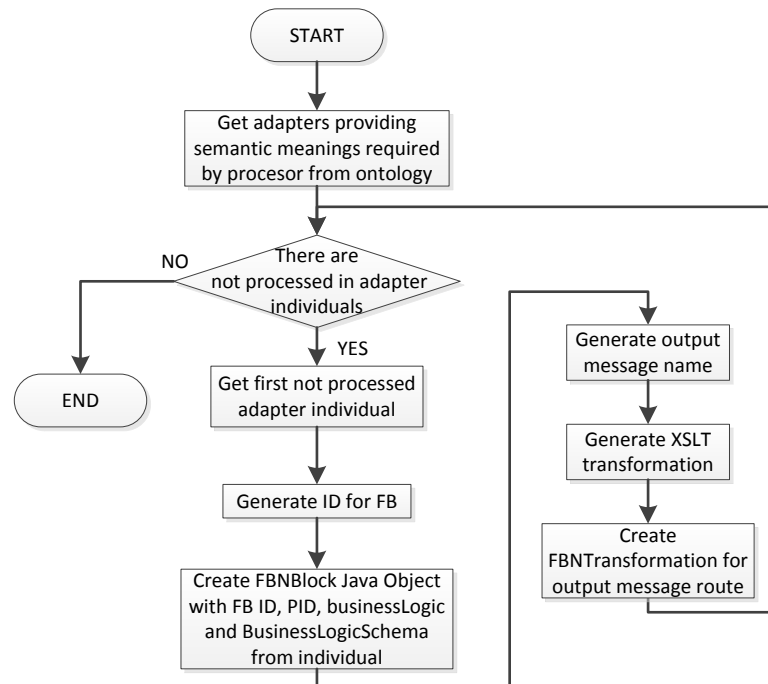 START
Get adapters providing
semantic meanings required
by procesor from ontology
There are
not processed in adapter
individuals
NO
YES
END
Get first not processed
adapter individual
Generate ID for FB
Create FBNBlock Java Object
with FB ID, PID, businessLogic
and BusinessLogicSchema
from individual
Generate output
message name
Generate XSLT
transformation
Create
FBNTransformation for
output message route